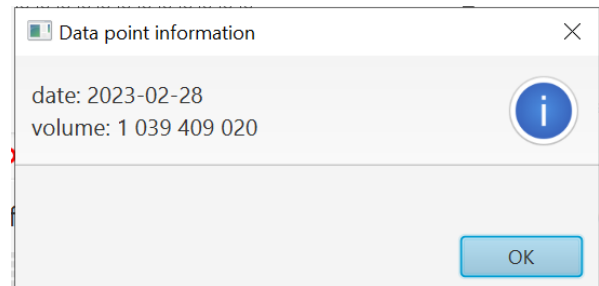 Data point information
date: 2023-02-28
volume: 1 039 409 020
i
OK